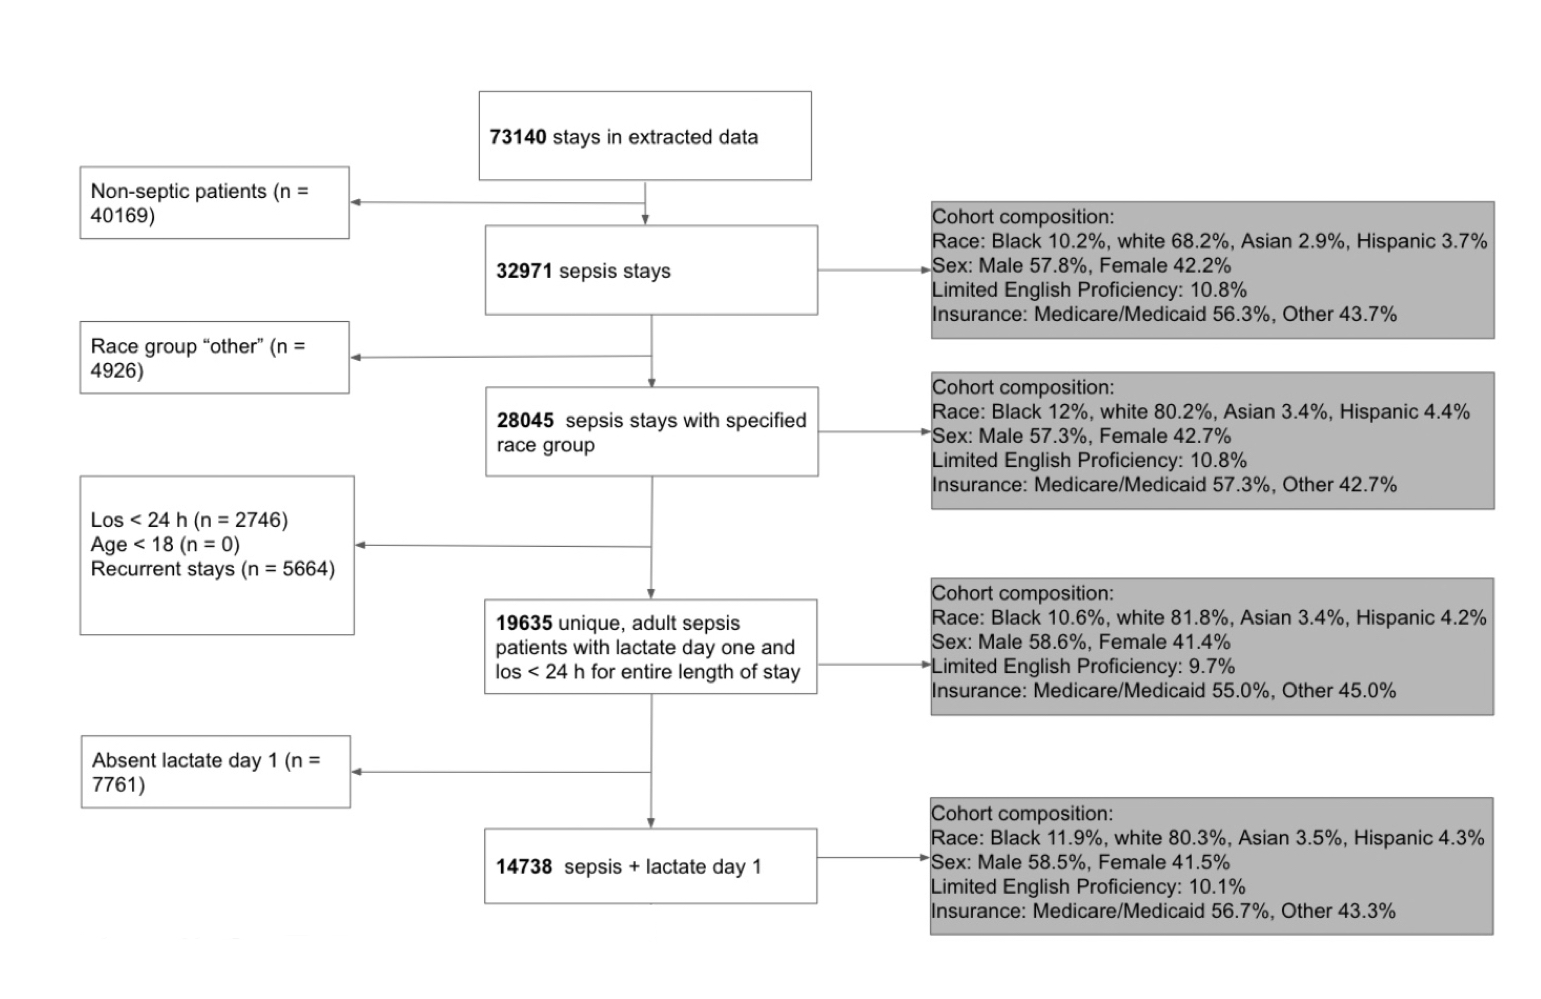 73140 stays in extracted data
Non-septic patients (n =
40169)
32971 sepsis stays
Cohort composition:
Race: Black 10.2%, white 68.2%, Asian 2.9%, Hispanic 3.7%
Sex: Male 57.8%, Female 42.2%
Limited English Proficiency: 10.8%
Insurance: Medicare/Medicaid 56.3%, Other 43.7%
Race group “other” (n =
4926)
28045 sepsis stays with specified
race group
Cohort composition:
Race: Black 12%, white 80.2%, Asian 3.4%, Hispanic 4.4%
Sex: Male 57.3%, Female 42.7%
Limited English Proficiency: 10.8%
Insurance: Medicare/Medicaid 57.3%, Other 42.7%
Los < 24 h (n = 2746)
Age < 18 (n = 0)
Recurrent stays (n = 5664)
19635 unique, adult sepsis
patients with lactate day one and
los < 24 h for entire length of stay
Cohort composition:
Race: Black 10.6%, white 81.8%, Asian 3.4%, Hispanic 4.2%
Sex: Male 58.6%, Female 41.4%
Limited English Proficiency: 9.7%
Insurance: Medicare/Medicaid 55.0%, Other 45.0%
Absent lactate day 1 (n =
7761)
14738 sepsis + lactate day 1
Cohort composition:
Race: Black 11.9%, white 80.3%, Asian 3.5%, Hispanic 4.3%
Sex: Male 58.5%, Female 41.5%
Limited English Proficiency: 10.1%
Insurance: Medicare/Medicaid 56.7%, Other 43.3%